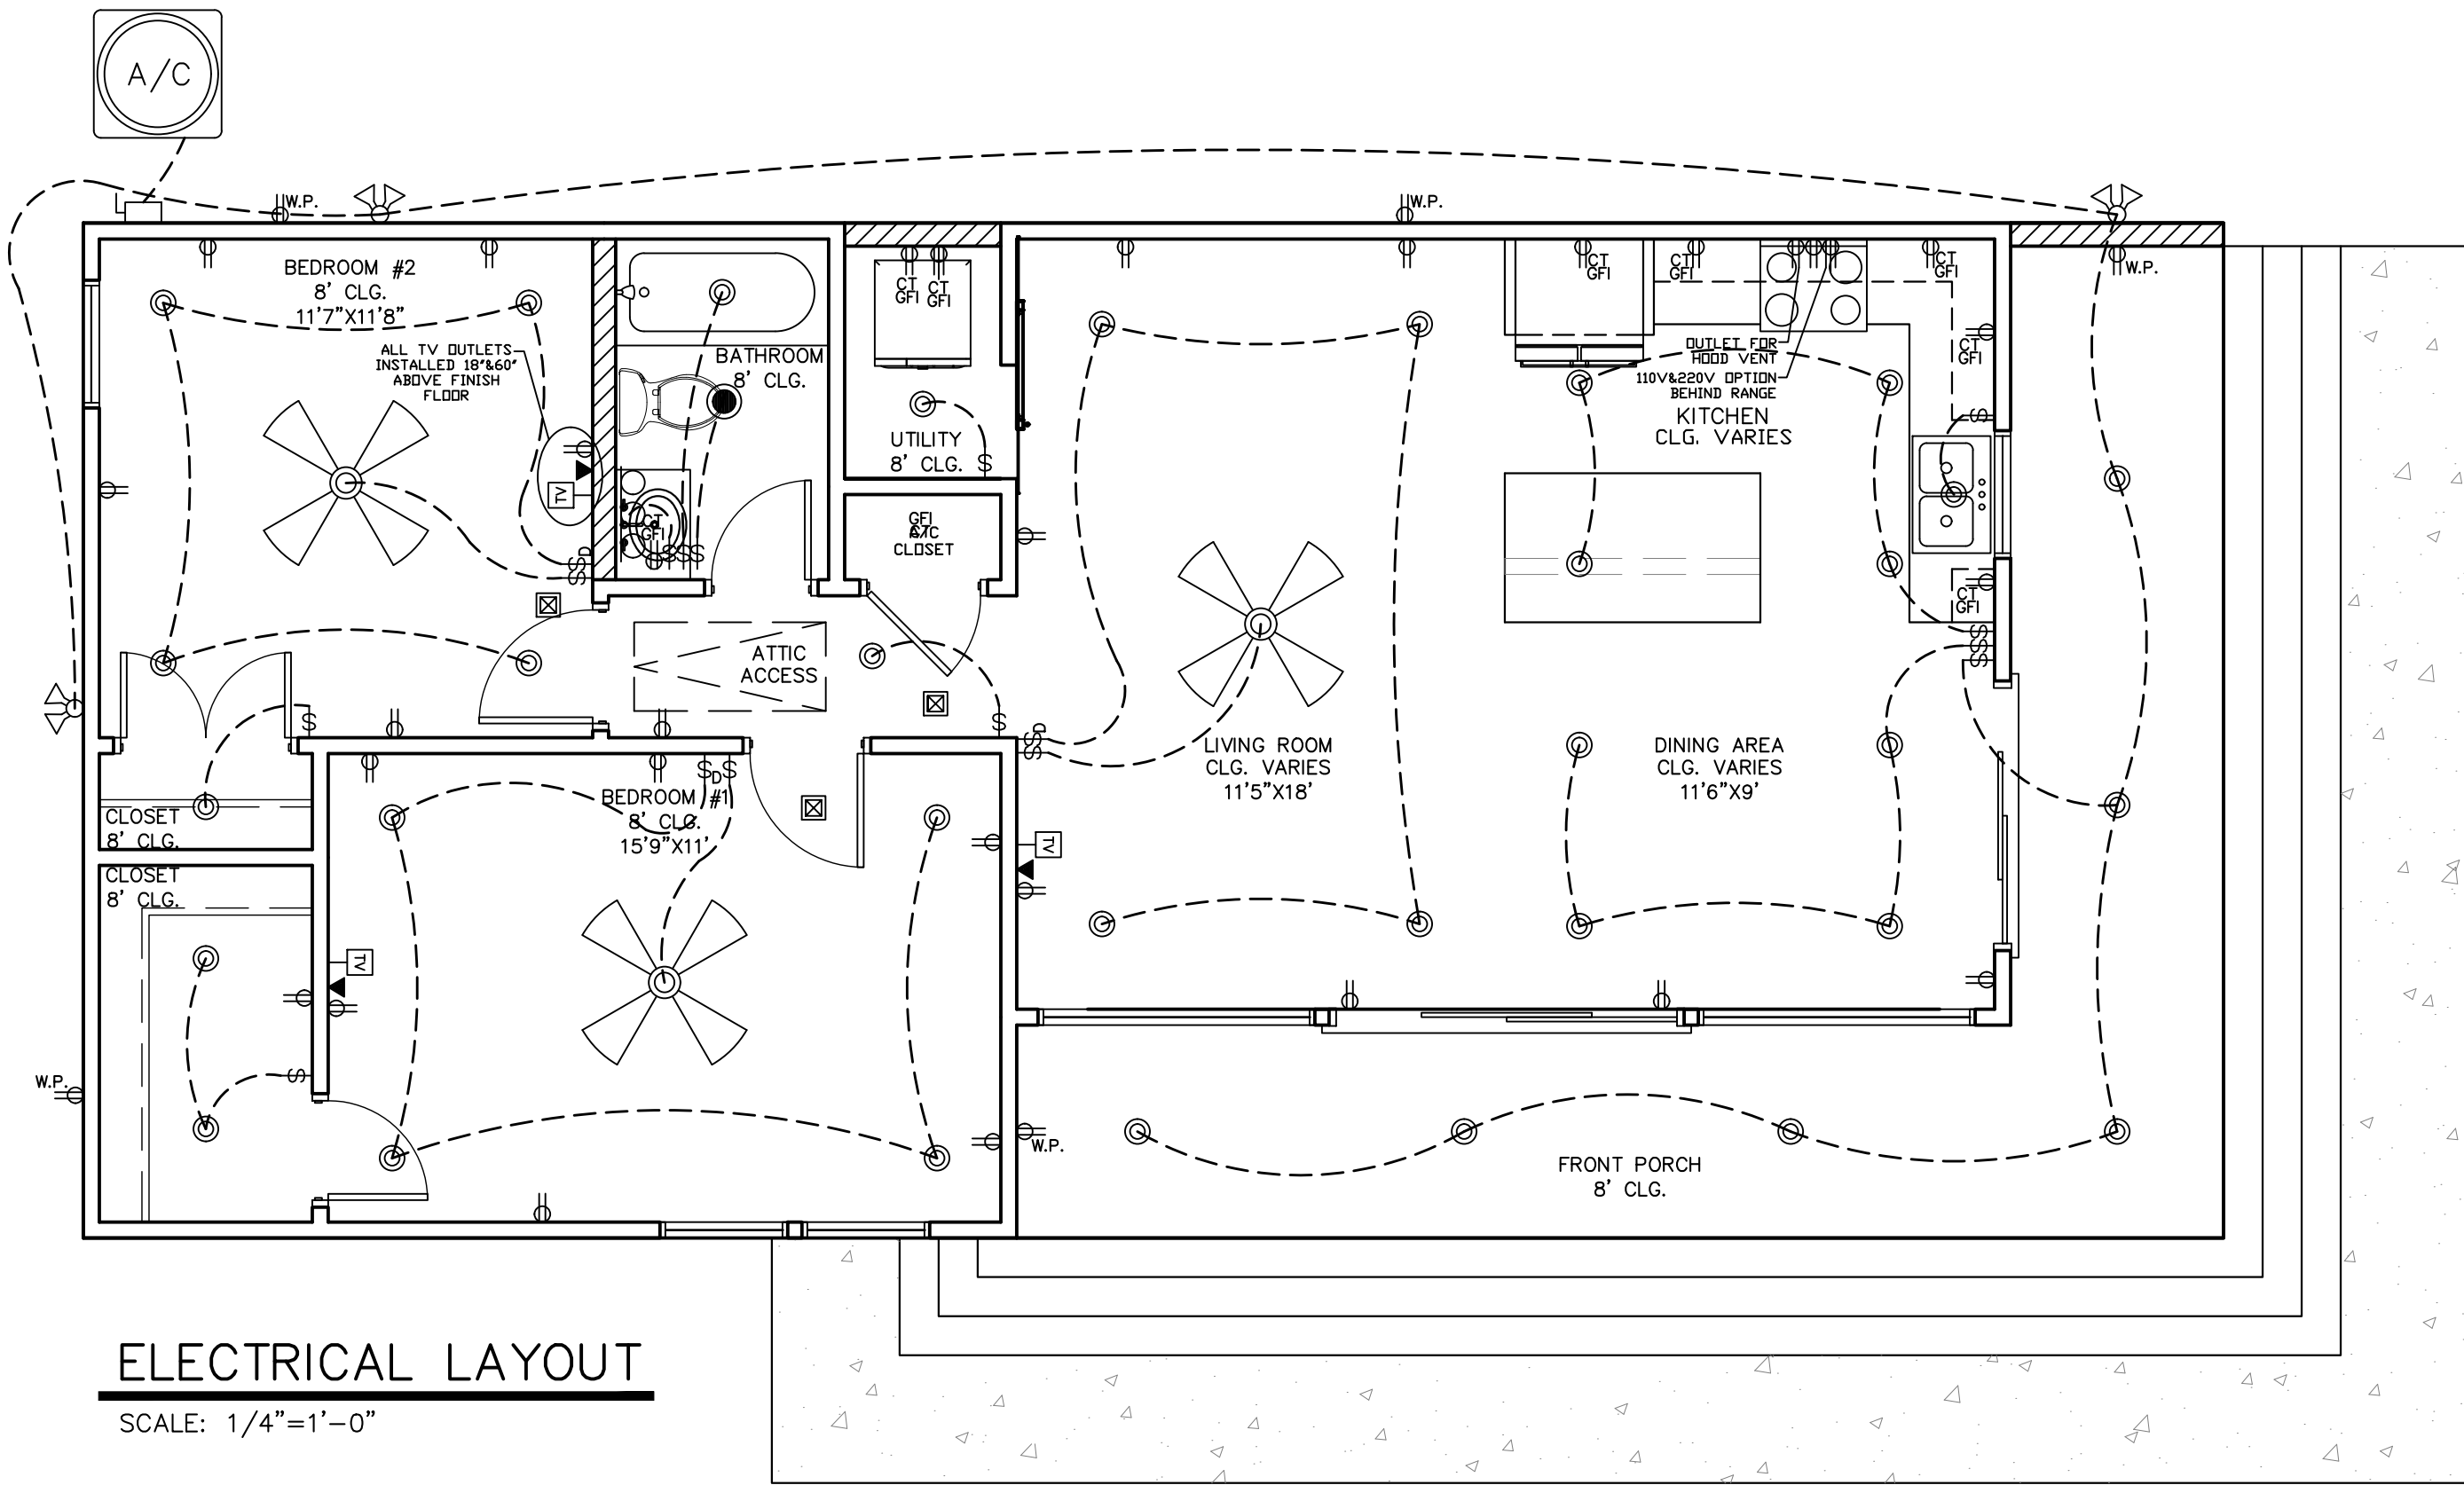 A/C
W.P.
W.P.
W.P.
BEDROOM #2
8' CLG.
11'7"X11'8"
ALL TV OUTLETS
INSTALLED 18"&60"
ABOVE FINISH
FLOOR
TV
S
S
D
BATHROOM
8' CLG.
CT
GFI
S
S
S
CT
GFI
CT
GFI
UTILITY
8' CLG.
S
GFI
CLOSET
CT
GFI
CT
GFI
CT
GFI
CT
GFI
OUTLET FOR
HOOD VENT
110V&220V OPTION
BEHIND RANGE
KITCHEN
CLG. VARIES
S
CT
GFI
S
S
S
ATTIC
ACCESS
S
S
S
S
D
LIVING ROOM
CLG. VARIES
11'5"X18'
DINING AREA
CLG. VARIES
11'6"X9'
S
D
S
BEDROOM #1
8' CLG.
15'9"X11'
CLOSET
8' CLG.
CLOSET
8' CLG.
TV
TV
S
W.P.
W.P.
FRONT PORCH
8' CLG.
ELECTRICAL LAYOUT
SCALE: 1/4"=1'-0"